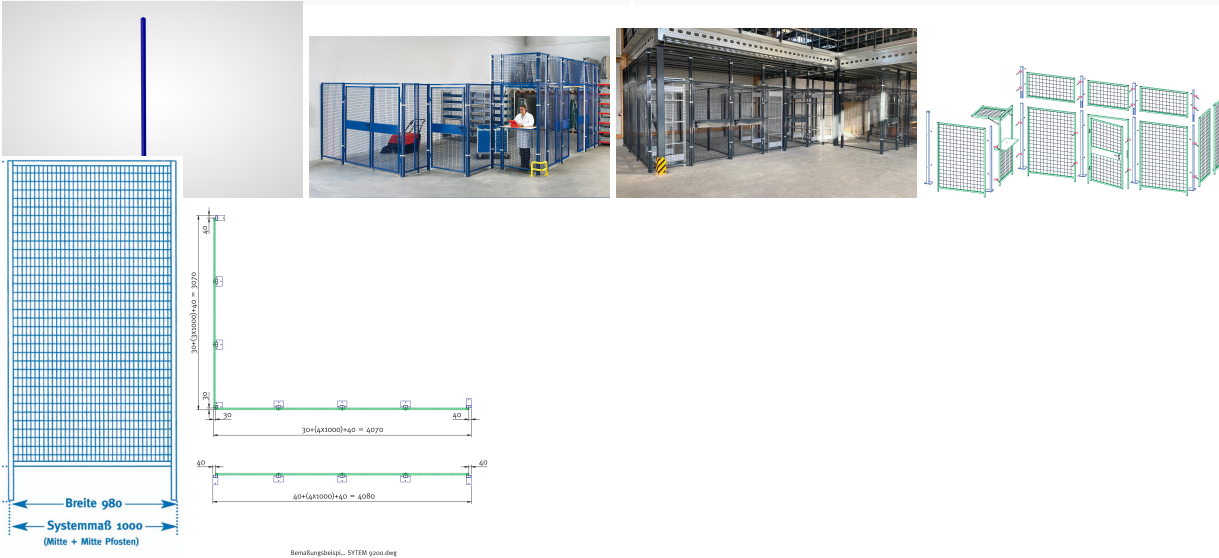 Breite 980
Systemmaß 1000
(Mitte + Mitte Pfosten)
40
30+(3x1000)+40 = 3070
30
30
40
30+(4x1000)+40 = 4070
40
40
40+(4x1000)+40 = 4080
Bemaßungsbeispi... SYTEM 9200.dwg